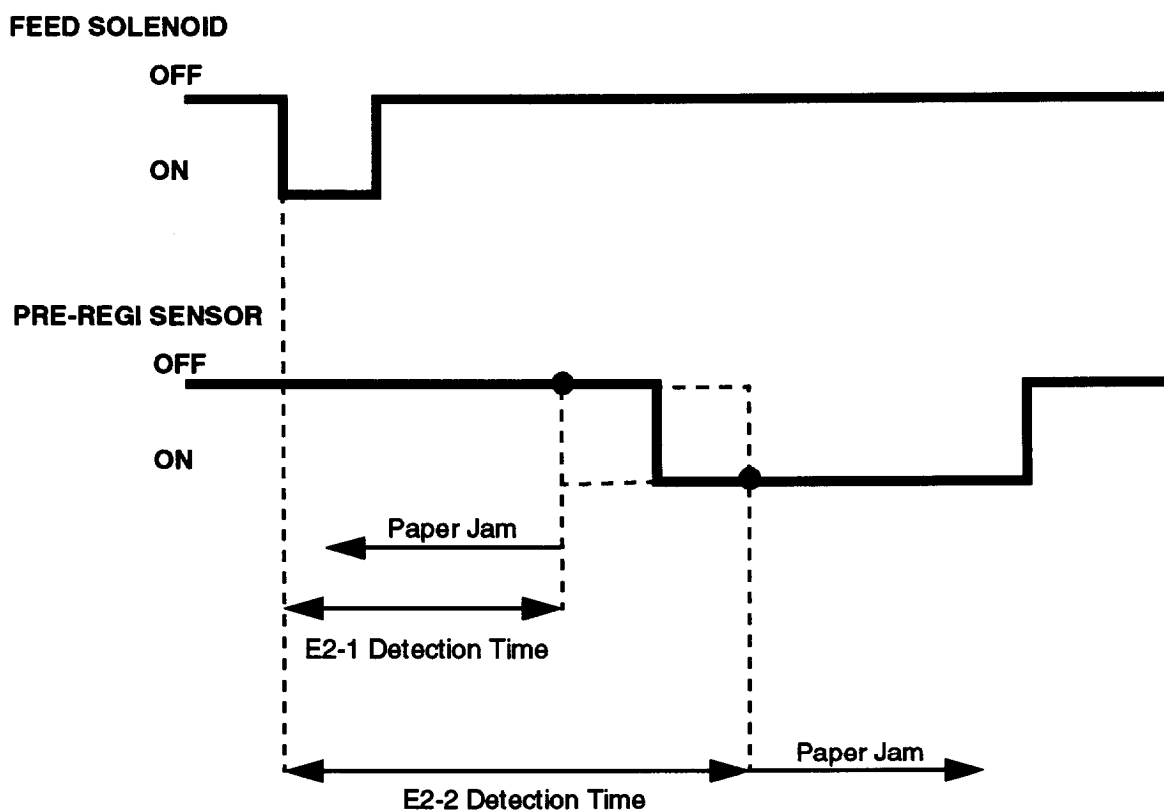 FEED SOLENOID
OFF
ON
PRE-REGI SENSOR
OFF
ON
Paper Jam
E2-1 Detection Time
Paper Jam
E2-2 Detection Time